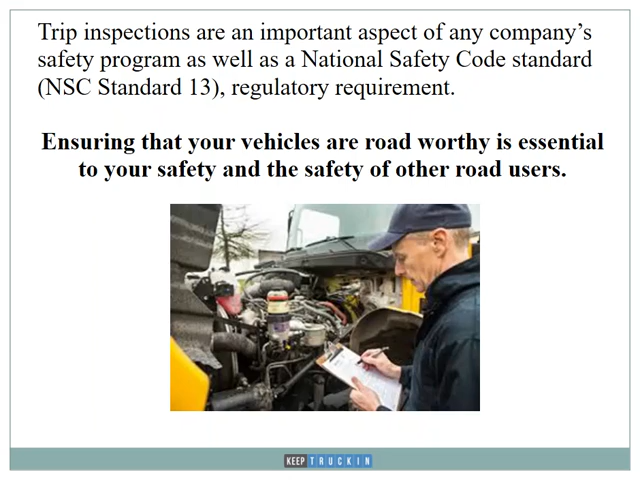 Trip inspections are an important aspect of any company’s
safety program as well as a National Safety Code standard
(NSC Standard 13), regulatory requirement.
Ensuring that your vehicles are road worthy is essential
to your safety and the safety of other road users.
KEEP TRUCKIN